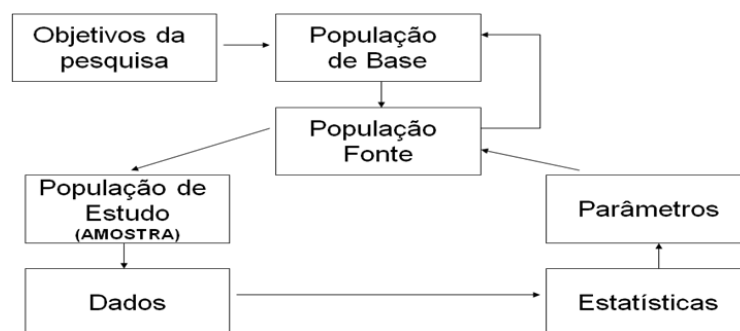 Objetivos da
pesquisa
População
de Base
População
Fonte
População de
Estudo
(AMOSTRA)
Parâmetros
Dados
Estatísticas